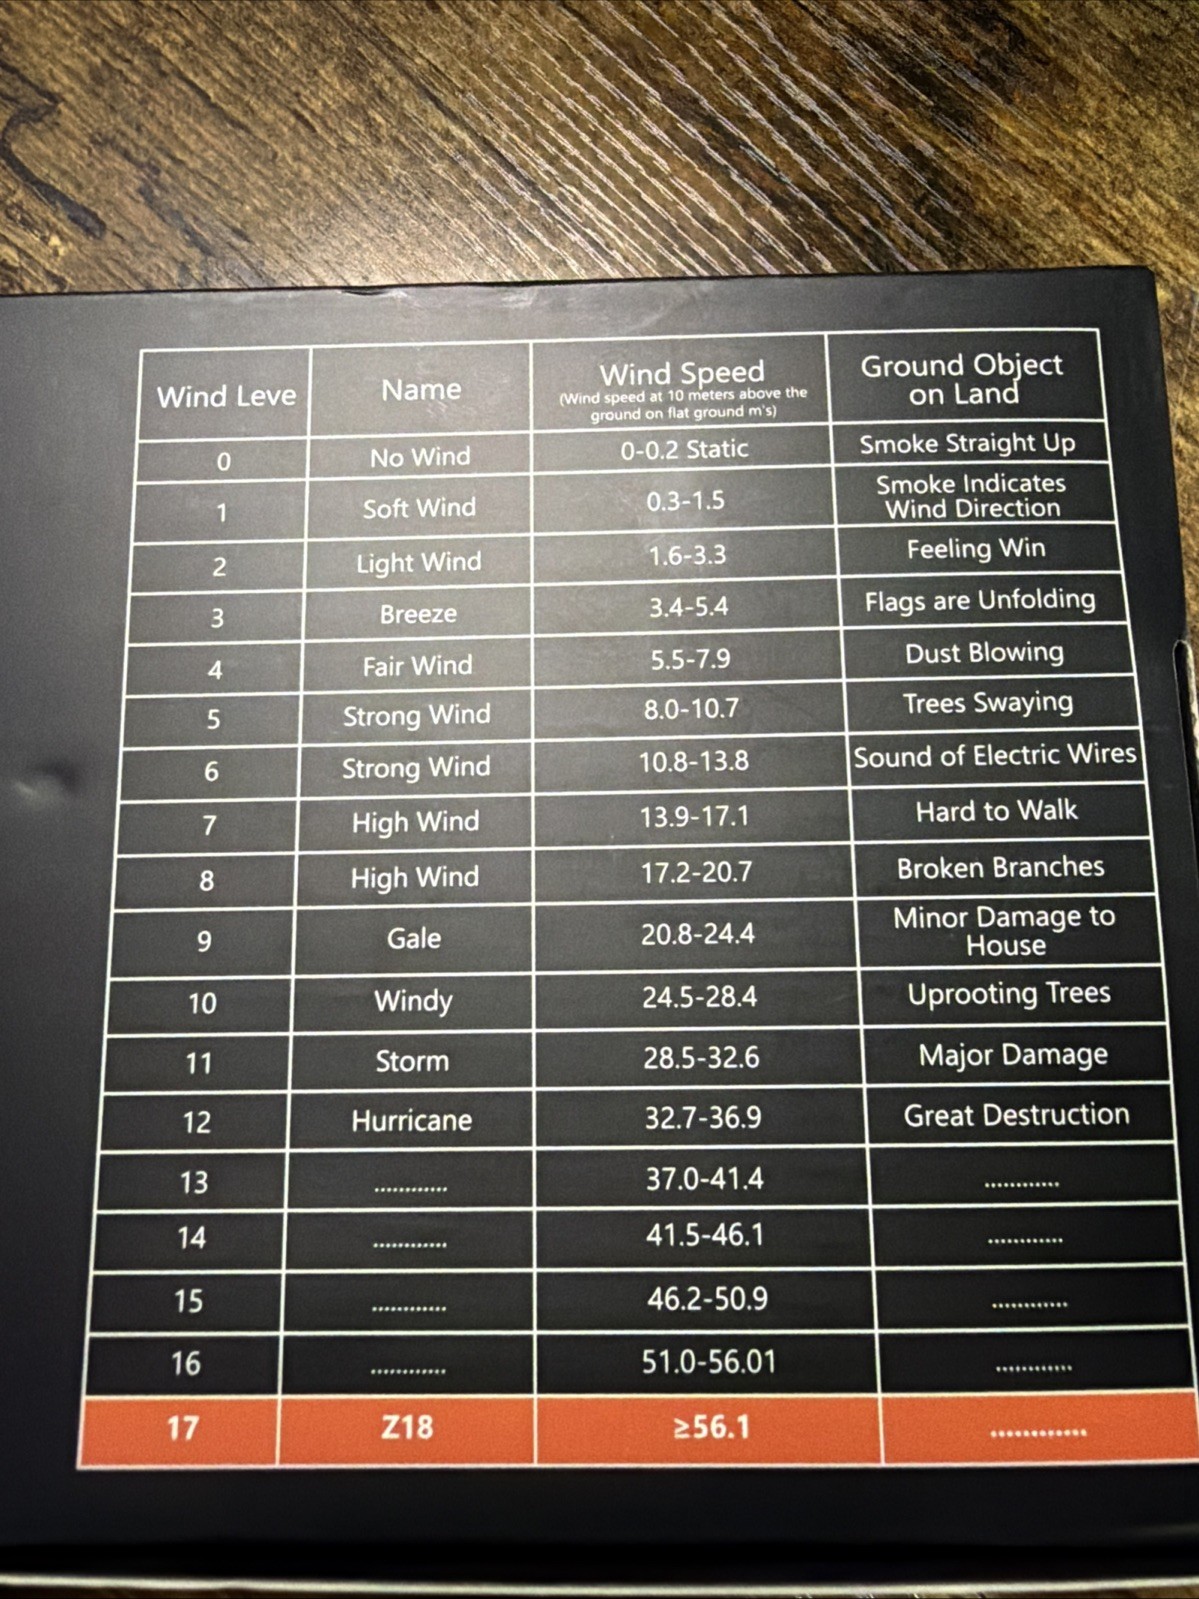 Wind Leve Name Wind Speed Ground Object
(Wind speed at 10 meters above the on Land
ground on flat ground m's)
0 No Wind 0-0.2 Static Smoke Straight Up
1 Soft Wind 0.3-1.5 Smoke Indicates
Wind Direction
2 Light Wind 1.6-3.3 Feeling Win
3 Breeze 3.4-5.4 Flags are Unfolding
4 Fair Wind 5.5-7.9 Dust Blowing
5 Strong Wind 8.0-10.7 Trees Swaying
6 Strong Wind 10.8-13.8 Sound of Electric Wires
7 High Wind 13.9-17.1 Hard to Walk
8 High Wind 17.2-20.7 Broken Branches
9 Gale 20.8-24.4 Minor Damage to
House
10 Windy 24.5-28.4 Uprooting Trees
11 Storm 28.5-32.6 Major Damage
12 Hurricane 32.7-36.9 Great Destruction
13 ............ 37.0-41.4 ............
14 ............ 41.5-46.1 ............
15 ............ 46.2-50.9 ............
16 ............ 51.0-56.01 ............
17 Z18 ≥56.1 ............